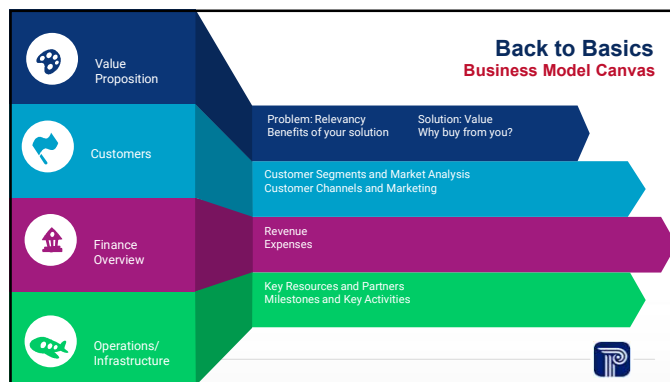 Back to Basics
Business Model Canvas
Value
Proposition
Problem: Relevancy
Benefits of your solution
Solution: Value
Why buy from you?
Customers
Customer Segments and Market Analysis
Customer Channels and Marketing
Finance
Overview
Revenue
Expenses
Operations/
Infrastructure
Key Resources and Partners
Milestones and Key Activities